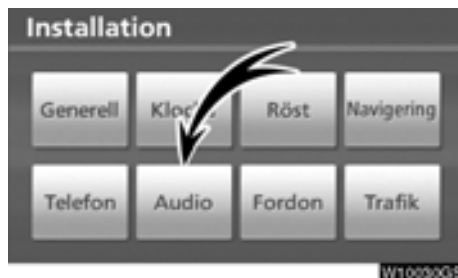 Installation
Generell Röst Navigering
Telefon Audio Fordon Trafik